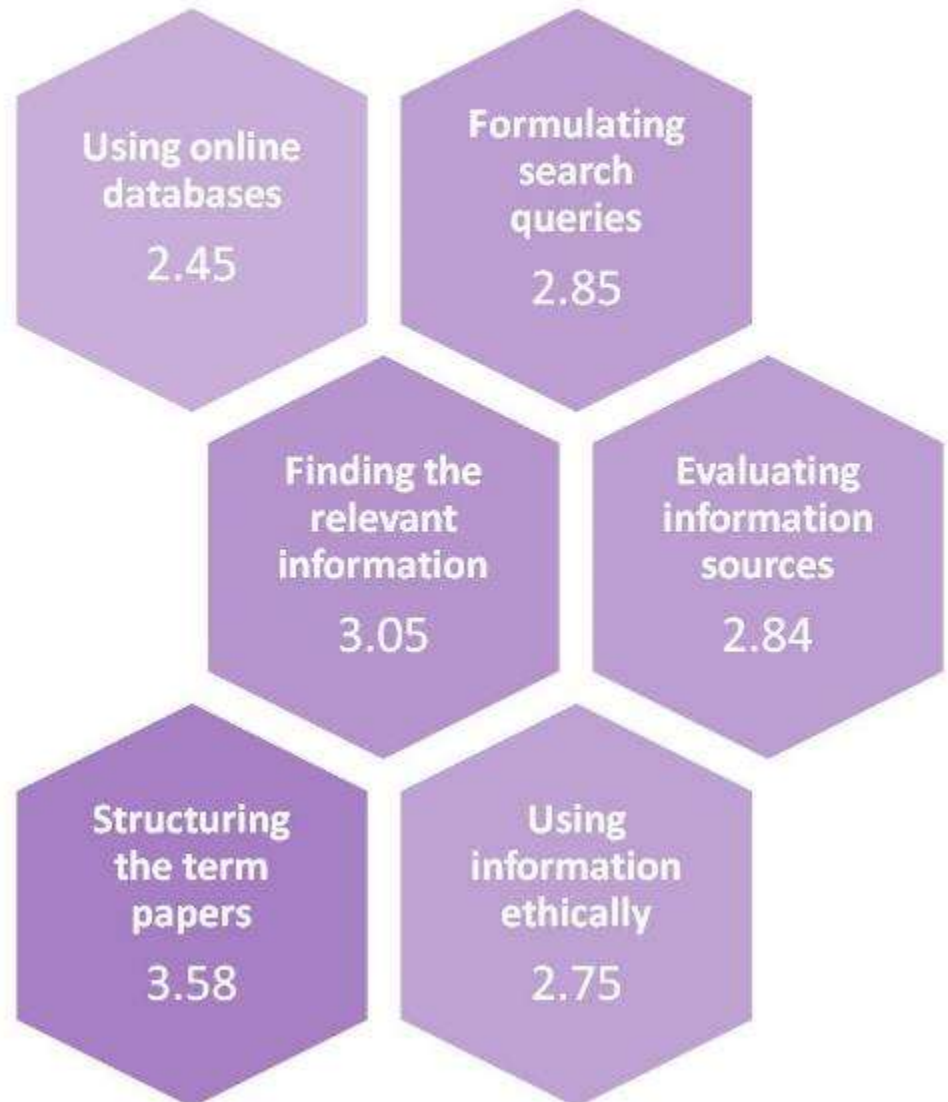 Using online
databases
2.45
Formulating
search
queries
2.85
Finding the
relevant
information
3.05
Evaluating
information
sources
2.84
Structuring
the term
papers
3.58
Using
information
ethically
2.75